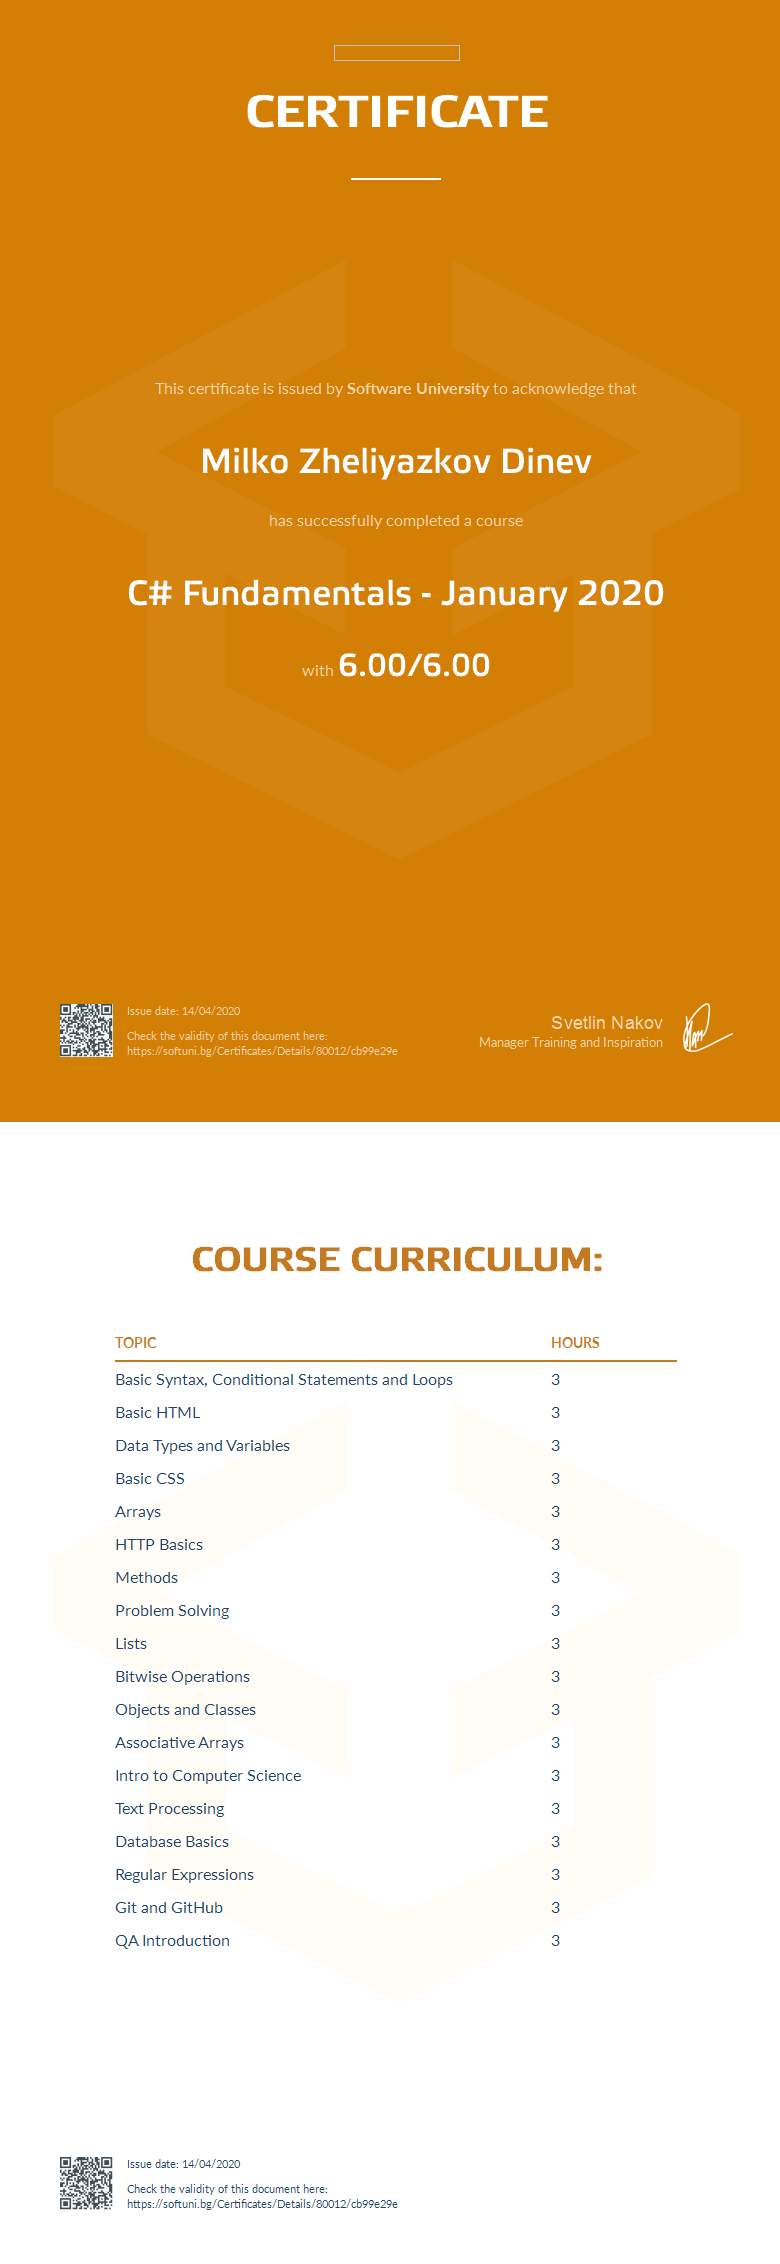 CERTIFICATE
This certificate is issued by Software University to acknowledge that
Milko Zheliyazkov Dinev
has successfully completed a course
C# Fundamentals - January 2020
with 6.00/6.00
Issue date: 14/04/2020
Check the validity of this document here:
https://softuni.bg/Certificates/Details/80012/cb99e29e
Svetlin Nakov
Manager Training and Inspiration
COURSE CURRICULUM:
TOPIC HOURS
Basic Syntax, Conditional Statements and Loops 3
Basic HTML 3
Data Types and Variables 3
Basic CSS 3
Arrays 3
HTTP Basics 3
Methods 3
Problem Solving 3
Lists 3
Bitwise Operations 3
Objects and Classes 3
Associative Arrays 3
Intro to Computer Science 3
Text Processing 3
Database Basics 3
Regular Expressions 3
Git and GitHub 3
QA Introduction 3
Issue date: 14/04/2020
Check the validity of this document here:
https://softuni.bg/Certificates/Details/80012/cb99e29e